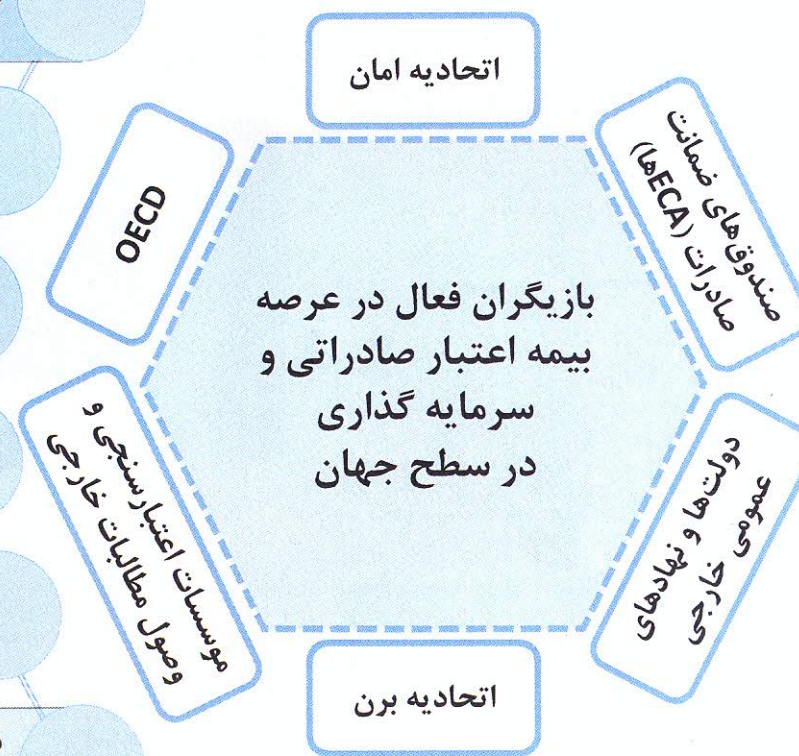 اتحادیه امان
صندوق‌های ضمانت
صادرات (ECAها)
دولت‌ها و نهادهای
عمومی خارجی
اتحادیه برن
موسسات اعتبارسنجی و
وصول مطالبات خارجی
OECD
بازیگران فعال در عرصه
بیمه اعتبار صادراتی و
سرمایه گذاری
در سطح جهان